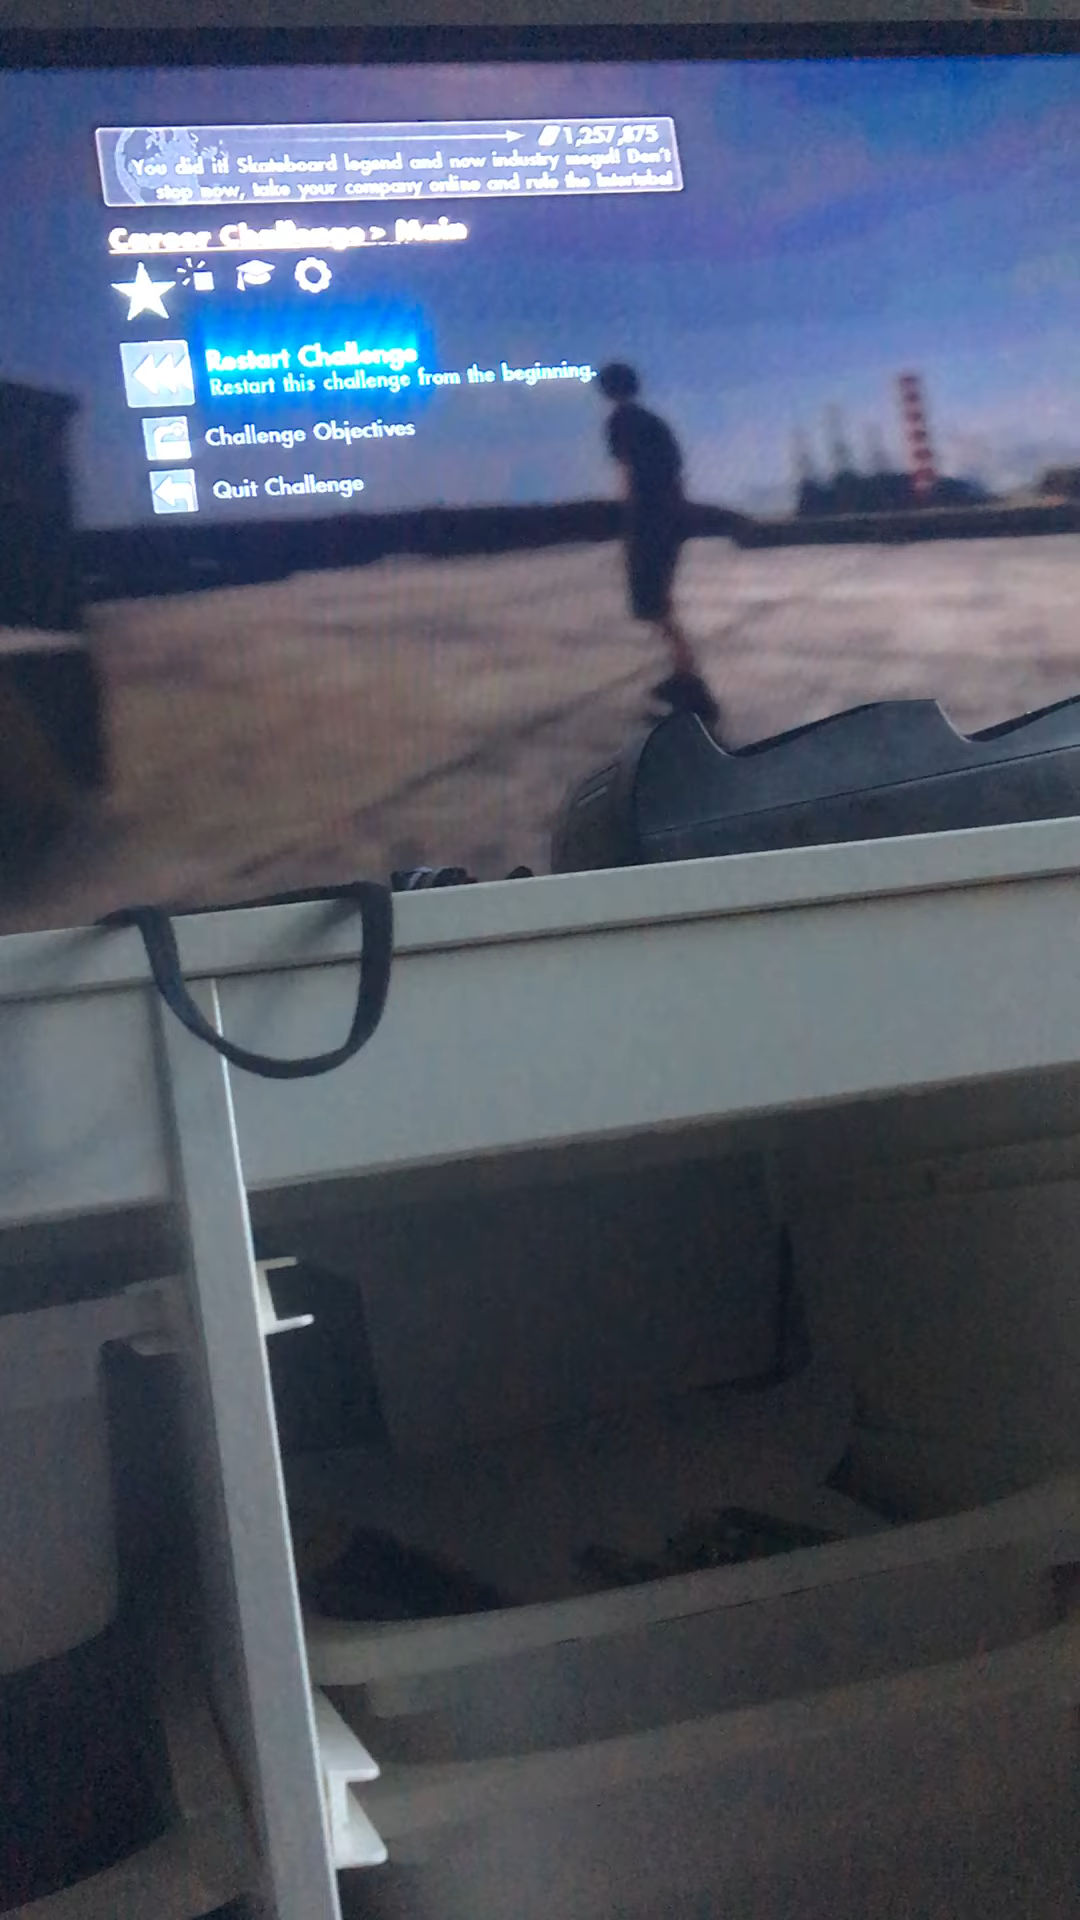 1,257,875
You did it! Skateboard legend and now industry mogul! Don't
stop now, take your company online and rule the Intertubes!
Career Challenge > Main
Restart Challenge
Restart this challenge from the beginning.
Challenge Objectives
Quit Challenge